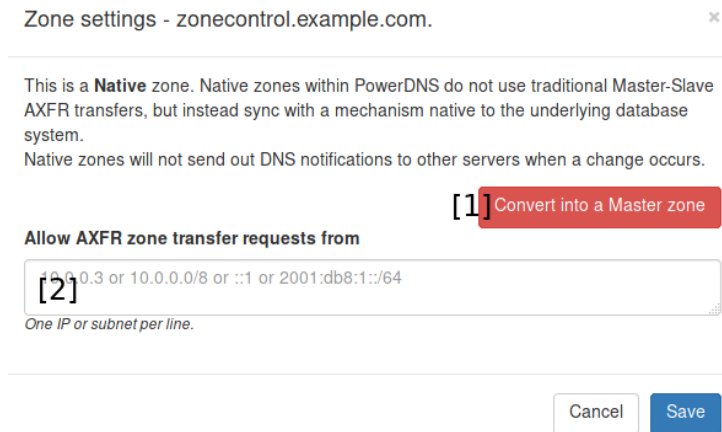 Zone settings - zonecontrol.example.com.
×
This is a Native zone. Native zones within PowerDNS do not use traditional Master-Slave
AXFR transfers, but instead sync with a mechanism native to the underlying database
system.
Native zones will not send out DNS notifications to other servers when a change occurs.
[1] Convert into a Master zone
Allow AXFR zone transfer requests from
[2] 10.0.0.3 or 10.0.0.0/8 or ::1 or 2001:db8:1::/64
One IP or subnet per line.
Cancel Save